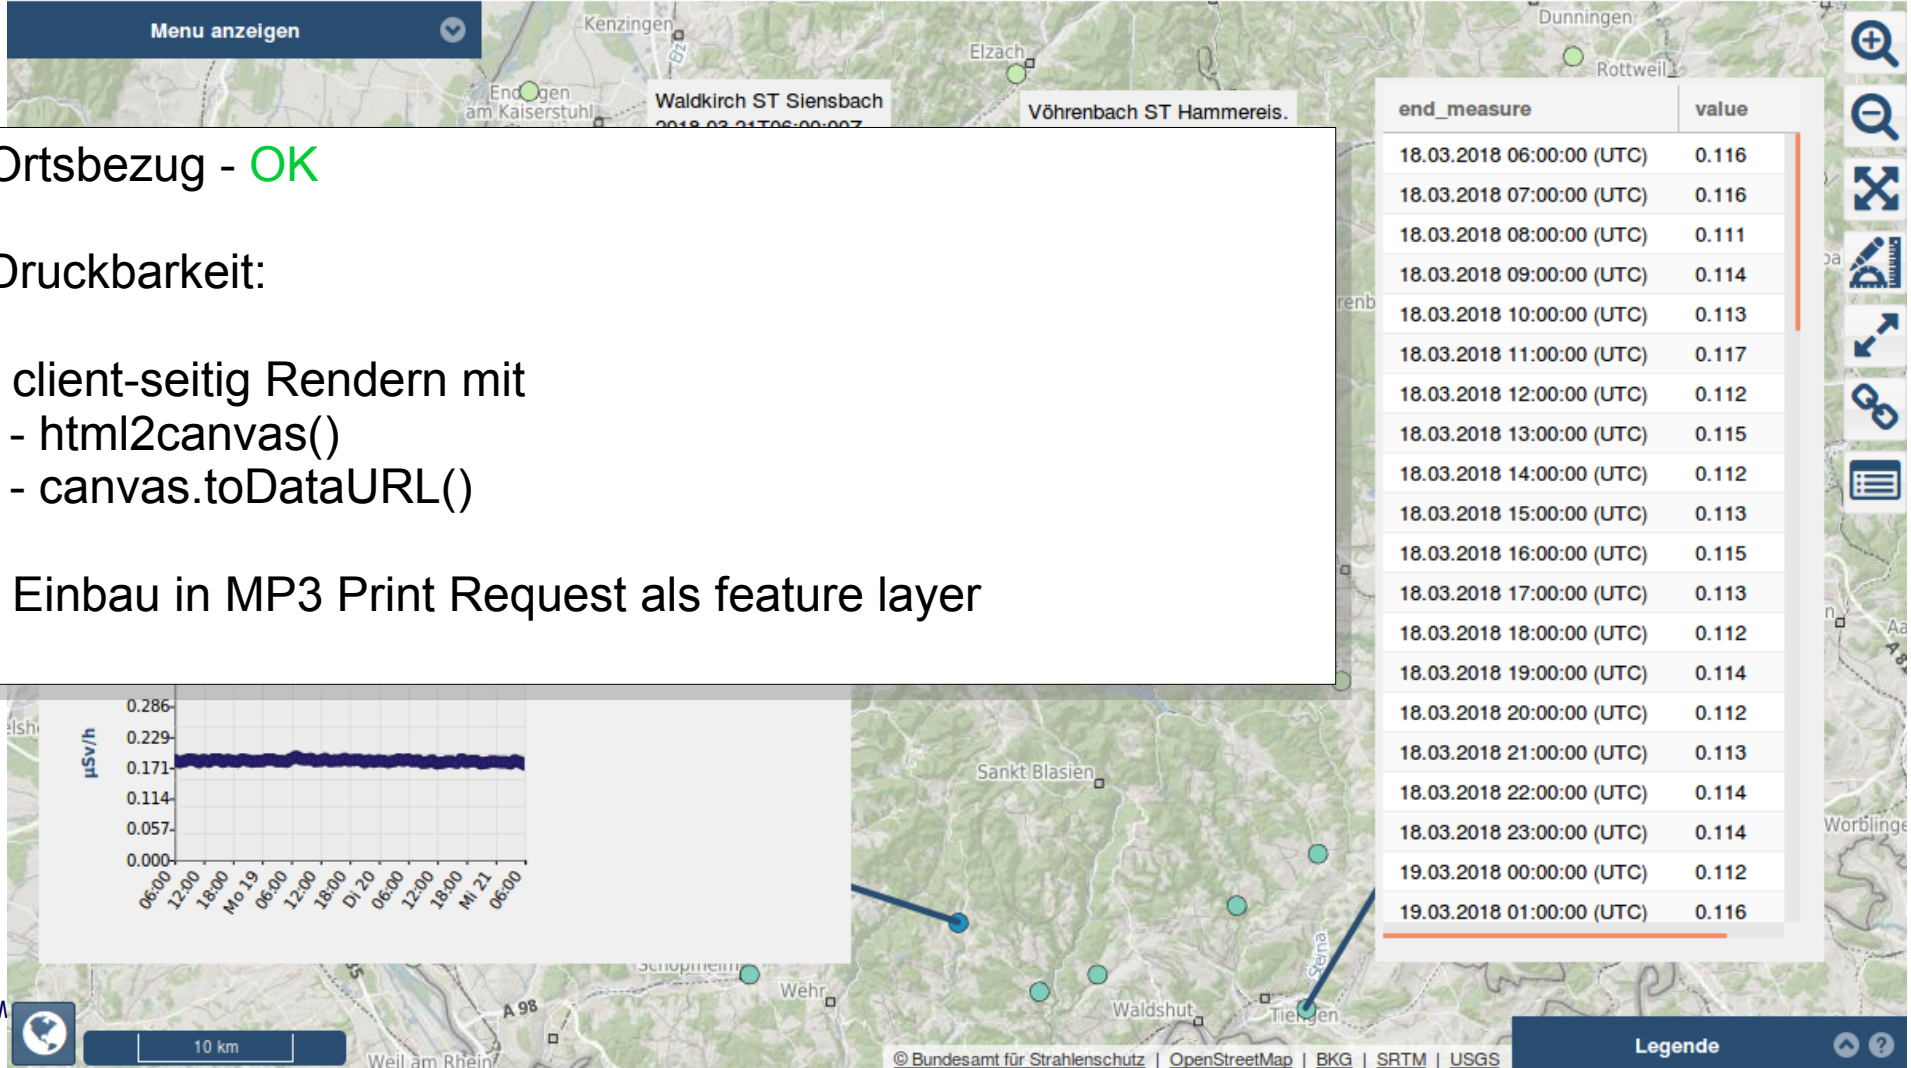 Menu anzeigen
Kenzingen
Elz
Elzach
Dunningen
Rottweil
Endingen
am Kaiserstuhl
Waldkirch ST Siensbach
2018-03-21T06:00:00Z
Vöhrenbach ST Hammereis.
Ortsbezug - OK
Druckbarkeit:
client-seitig Rendern mit
- html2canvas()
- canvas.toDataURL()
Einbau in MP3 Print Request als feature layer
end_measure value
18.03.2018 06:00:00 (UTC) 0.116
18.03.2018 07:00:00 (UTC) 0.116
18.03.2018 08:00:00 (UTC) 0.111
18.03.2018 09:00:00 (UTC) 0.114
18.03.2018 10:00:00 (UTC) 0.113
18.03.2018 11:00:00 (UTC) 0.117
18.03.2018 12:00:00 (UTC) 0.112
18.03.2018 13:00:00 (UTC) 0.115
18.03.2018 14:00:00 (UTC) 0.112
18.03.2018 15:00:00 (UTC) 0.113
18.03.2018 16:00:00 (UTC) 0.115
18.03.2018 17:00:00 (UTC) 0.113
18.03.2018 18:00:00 (UTC) 0.112
18.03.2018 19:00:00 (UTC) 0.114
18.03.2018 20:00:00 (UTC) 0.112
18.03.2018 21:00:00 (UTC) 0.113
18.03.2018 22:00:00 (UTC) 0.114
18.03.2018 23:00:00 (UTC) 0.114
19.03.2018 00:00:00 (UTC) 0.112
19.03.2018 01:00:00 (UTC) 0.116
µSv/h
0.286
0.229
0.171
0.114
0.057
0.000
06:00 12:00 18:00 Mo 19 06:00 12:00 18:00 Di 20 06:00 12:00 18:00 Mi 21 06:00
Sankt Blasien
Worblinge
Schopfheim
Wehr
A 98
Waldshut
Tiengen
Weil am Rhein
10 km
© Bundesamt für Strahlenschutz | OpenStreetMap | BKG | SRTM | USGS
Legende